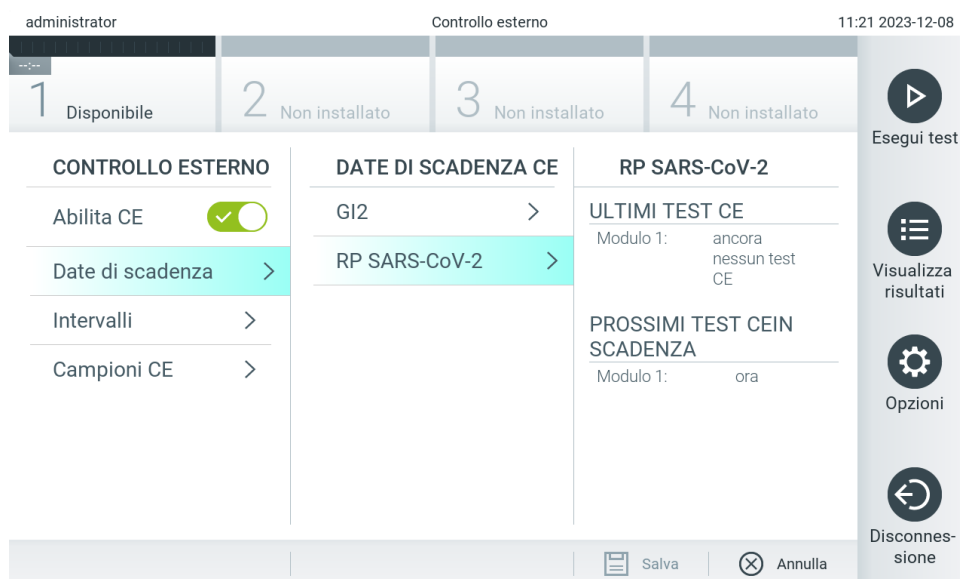 administrator Controllo esterno 11:21 2023-12-08
--:--
1 Disponibile
2 Non installato
3 Non installato
4 Non installato
CONTROLLO ESTERNO
Abilita CE
Date di scadenza
Intervalli
Campioni CE
DATE DI SCADENZA CE
GI2
RP SARS-CoV-2
RP SARS-CoV-2
ULTIMI TEST CE
Modulo 1: ancora
nessun test
CE
PROSSIMI TEST CEIN
SCADENZA
Modulo 1: ora
Esegui test
Visualizza
risultati
Opzioni
Disconnes-
sione
Salva
Annulla